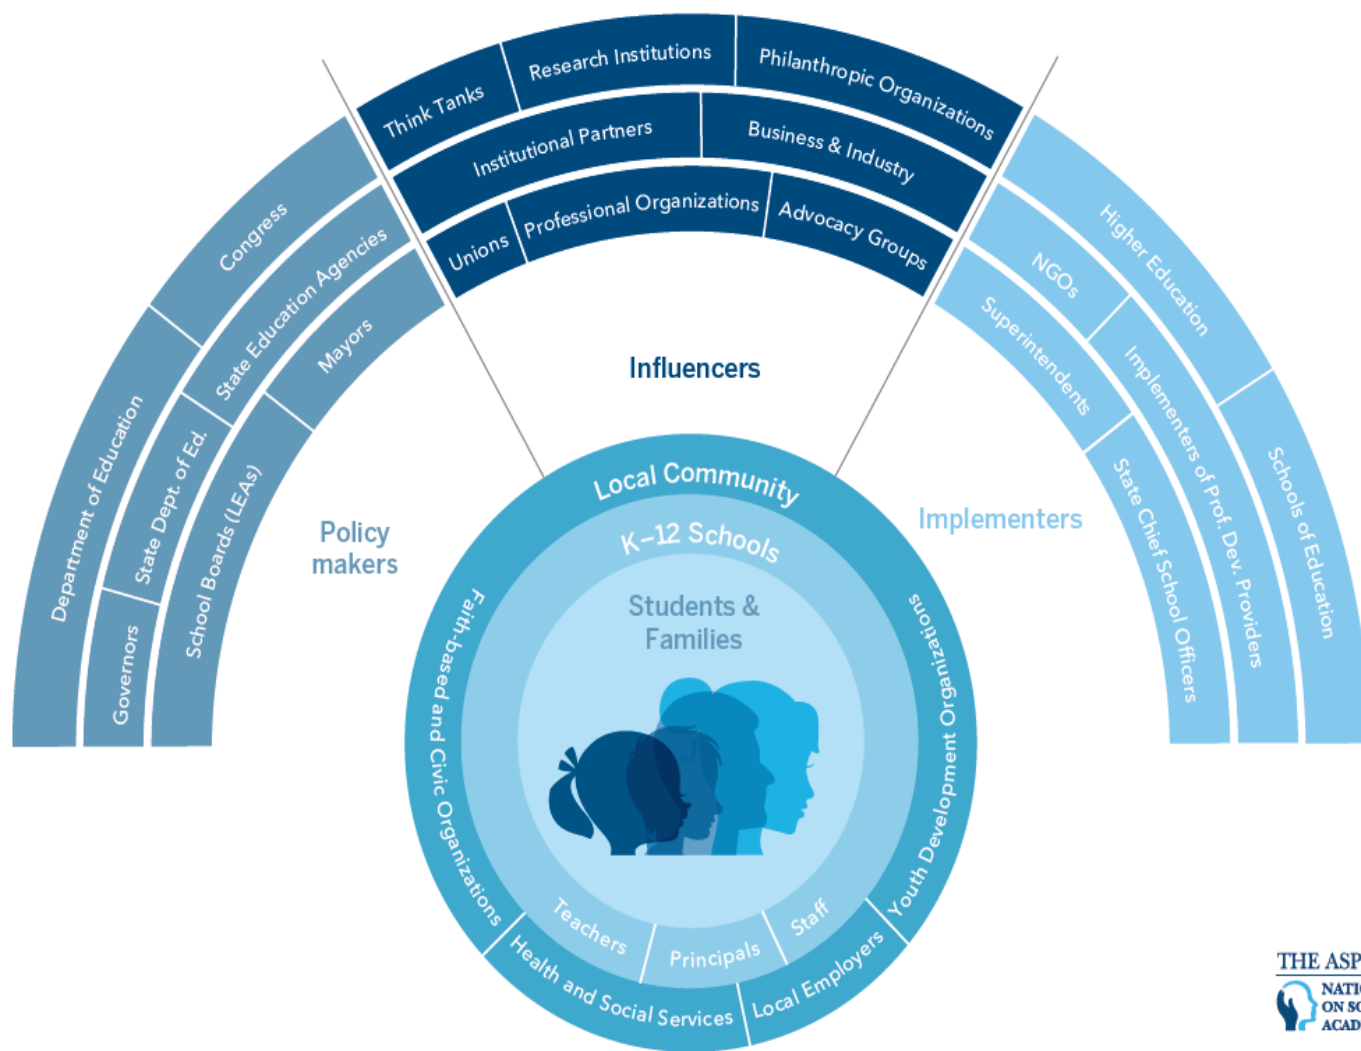 Think Tanks
Research Institutions
Philanthropic Organizations
Institutional Partners
Business & Industry
Unions
Professional Organizations
Advocacy Groups
Influencers
Congress
Department of Education
State Education Agencies
State Dept. of Ed.
Governors
Mayors
School Boards (LEAs)
Policy
makers
Higher Education
Schools of Education
NGOs
Implementers of Prof. Dev. Providers
Superintendents
State Chief School Officers
Implementers
Local Community
K–12 Schools
Students &
Families
Faith-based and Civic Organizations
Youth Development Organizations
Teachers
Principals
Staff
Health and Social Services
Local Employers
THE ASP
NATI
ON SO
ACAD